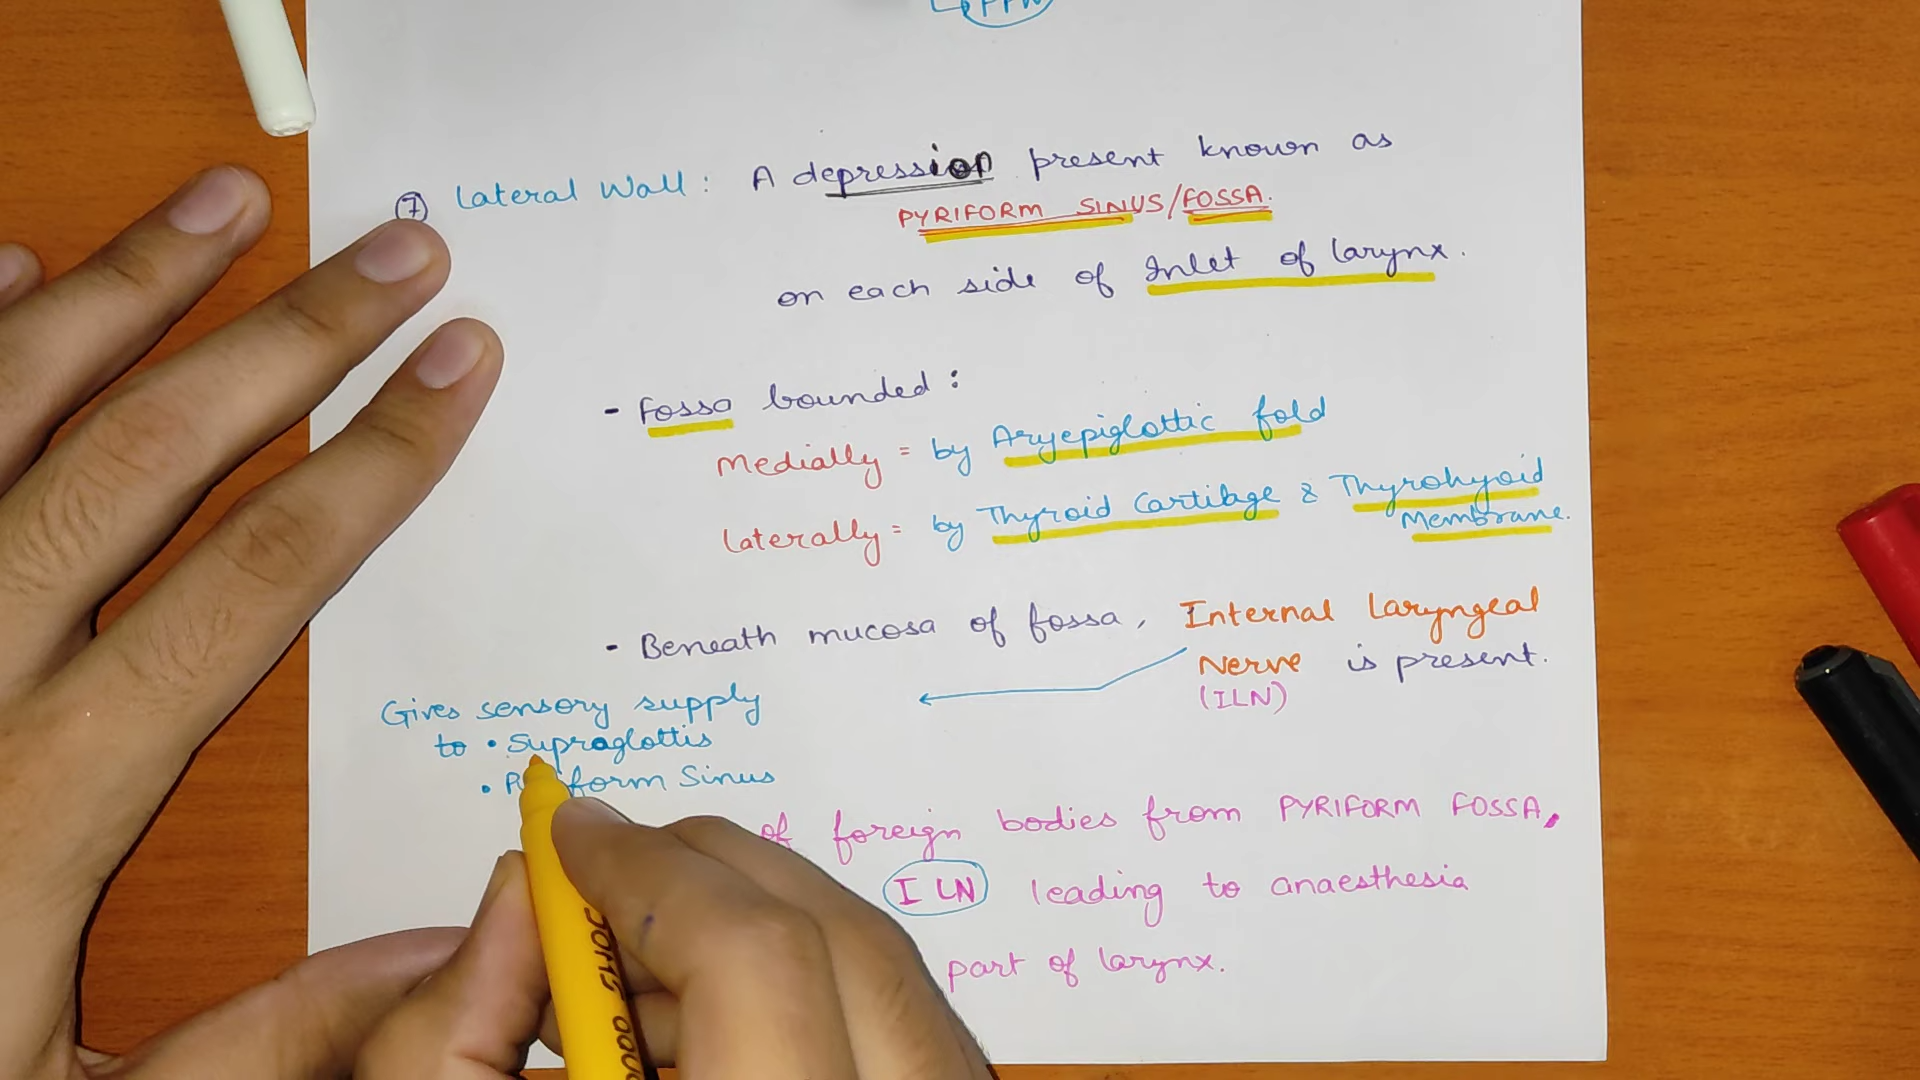 ⑦ Lateral Wall: A depression present known as
PYRIFORM SINUS/FOSSA.
on each side of Inlet of larynx.
- Fossa bounded:
Medially = by Aryepiglottic fold
Laterally = by Thyroid Cartilage & Thyrohyoid
Membrane.
- Beneath mucosa of fossa, Internal Laryngeal
Nerve is present.
(ILN)
Gives sensory supply
to • Supraglottis
• form Sinus
of foreign bodies from PYRIFORM FOSSA,
ILN leading to anaesthesia
part of larynx.